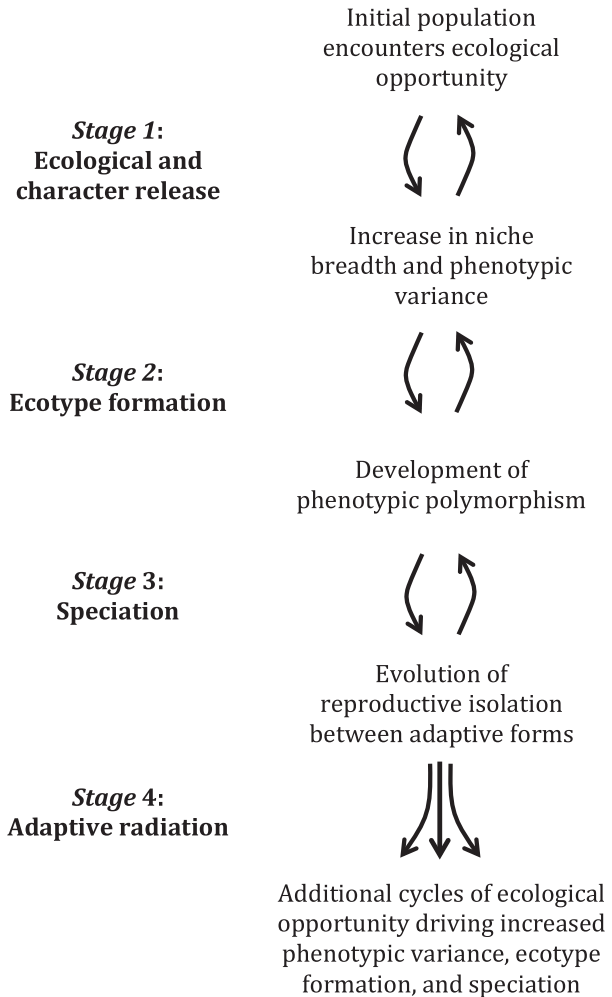 Initial population
encounters ecological
opportunity
Stage 1:
Ecological and
character release
Increase in niche
breadth and phenotypic
variance
Stage 2:
Ecotype formation
Development of
phenotypic polymorphism
Stage 3:
Speciation
Evolution of
reproductive isolation
between adaptive forms
Stage 4:
Adaptive radiation
Additional cycles of ecological
opportunity driving increased
phenotypic variance, ecotype
formation, and speciation